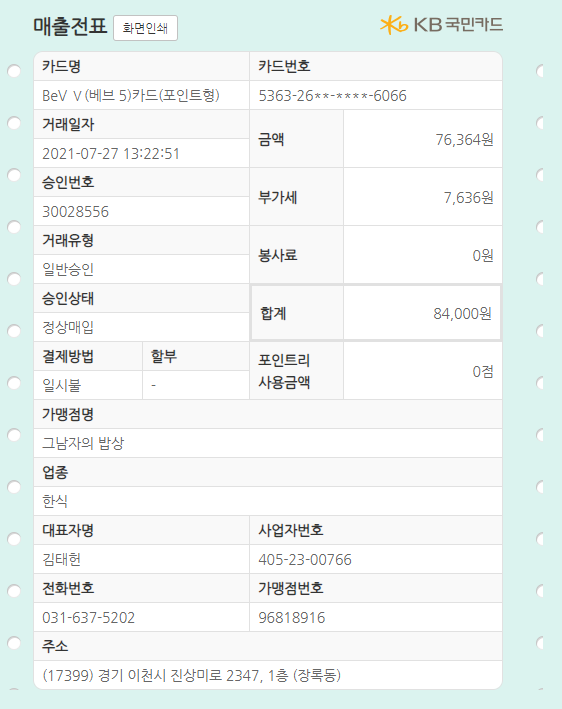 매출전표 화면인쇄 KB국민카드
카드명 카드번호
BeV Ⅴ(베브 5)카드(포인트형) 5363-26**-****-6066
거래일자 금액 76,364원
2021-07-27 13:22:51
승인번호 부가세 7,636원
30028556
거래유형 봉사료 0원
일반승인
승인상태 합계 84,000원
정상매입
결제방법 할부 포인트리
사용금액 0점
일시불 -
가맹점명
그남자의 밥상
업종
한식
대표자명 사업자번호
김태헌 405-23-00766
전화번호 가맹점번호
031-637-5202 96818916
주소
(17399) 경기 이천시 진상미로 2347, 1층 (장록동)